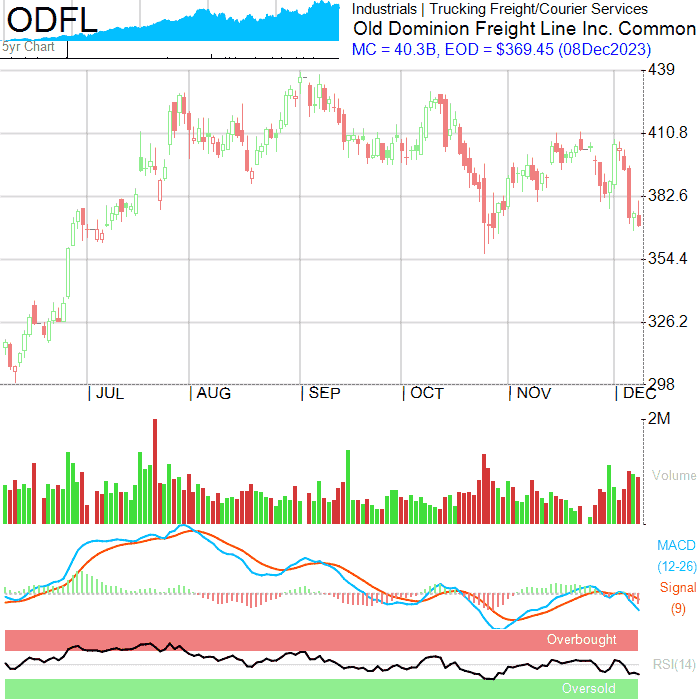 ODFL
5yr Chart
Industrials | Trucking Freight/Courier Services
Old Dominion Freight Line Inc. Common
MC = 40.3B, EOD = $369.45 (08Dec2023)
439
410.8
382.6
354.4
326.2
298
| JUL | AUG | SEP | OCT | NOV | DEC
2M
Volume
MACD
(12-26)
Signal
(9)
Overbought
RSI(14)
Oversold